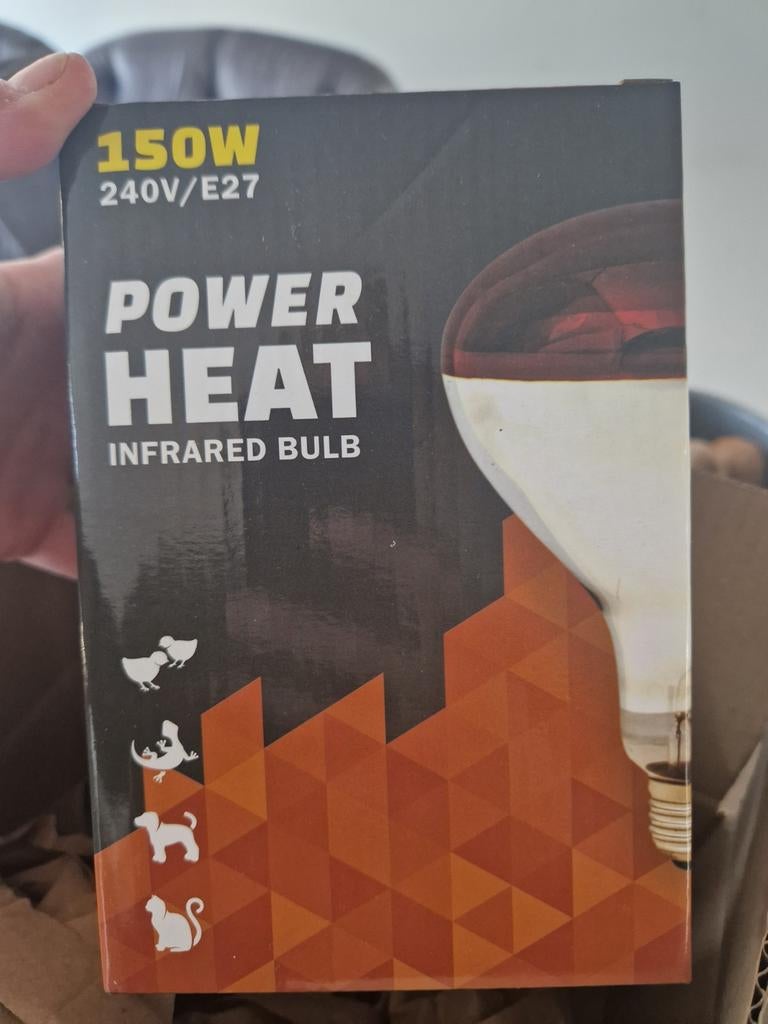 150W
240V/E27
POWER
HEAT
INFRARED BULB